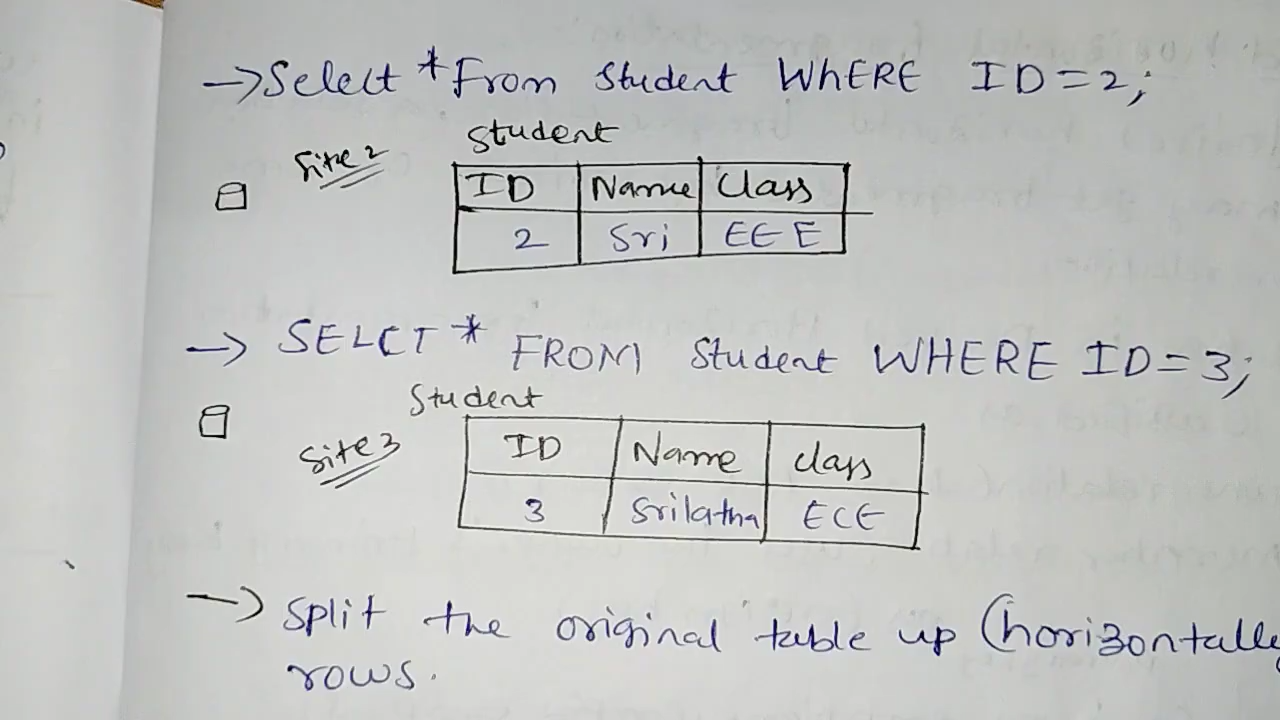 → Select * From Student WHERE ID = 2;
Student
Site 2
ID Name Class
2 Sri EEE
→ SELCT * FROM Student WHERE ID = 3;
Student
Site 3
ID Name class
3 Srilatha ECE
→ Split the original table up (horizontally
rows.